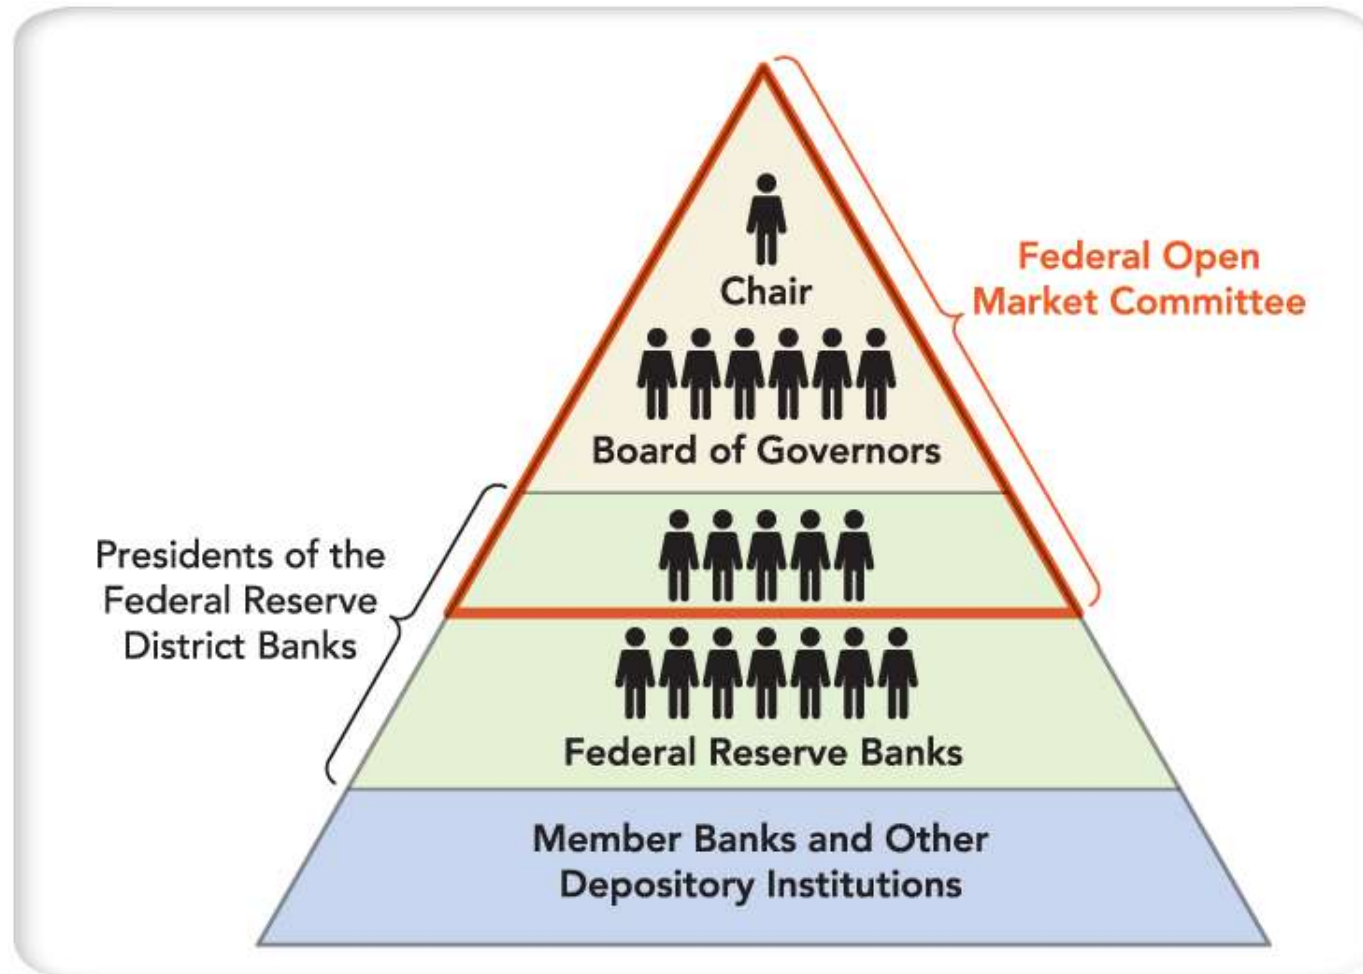 Chair
Federal Open
Market Committee
Board of Governors
Presidents of the
Federal Reserve
District Banks
Federal Reserve Banks
Member Banks and Other
Depository Institutions